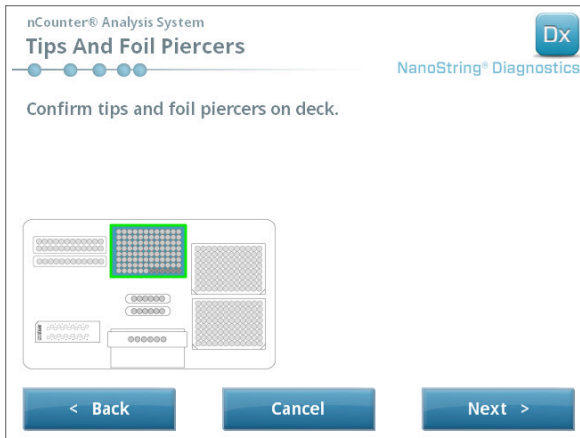 nCounter® Analysis System
Tips And Foil Piercers
Dx
NanoString® Diagnostics
Confirm tips and foil piercers on deck.
< Back
Cancel
Next >